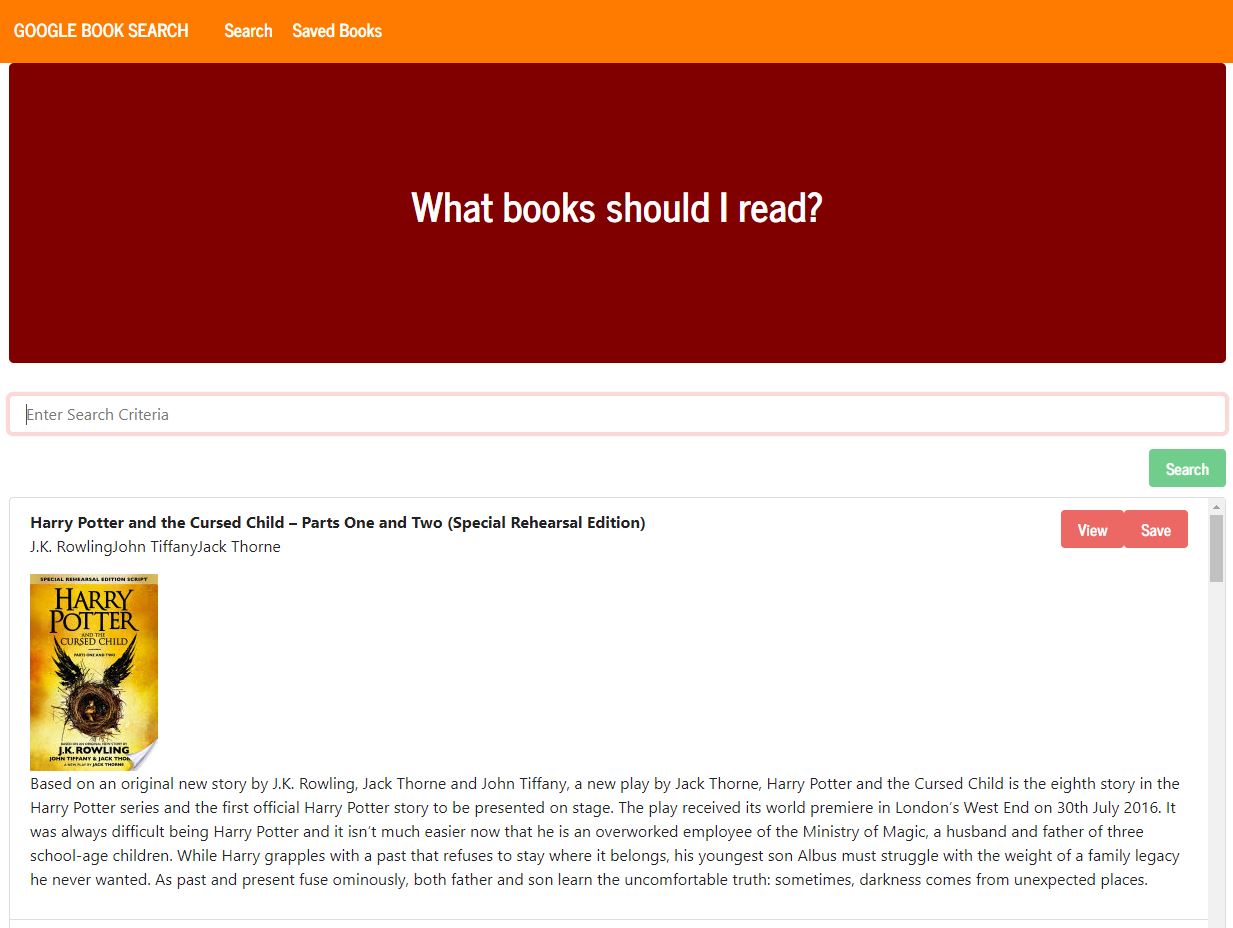 GOOGLE BOOK SEARCH Search Saved Books
What books should I read?
Enter Search Criteria
Search
Harry Potter and the Cursed Child – Parts One and Two (Special Rehearsal Edition)
View Save
J.K. RowlingJohn TiffanyJack Thorne
SPECIAL REHEARSAL EDITION SCRIPT
HARRY
POTTER
AND THE
CURSED CHILD
PARTS ONE AND TWO
BASED ON AN ORIGINAL NEW STORY BY
J.K. ROWLING
JOHN TIFFANY & JACK
A NEW PLAY BY JACK THORNE
Based on an original new story by J.K. Rowling, Jack Thorne and John Tiffany, a new play by Jack Thorne, Harry Potter and the Cursed Child is the eighth story in the
Harry Potter series and the first official Harry Potter story to be presented on stage. The play received its world premiere in London’s West End on 30th July 2016. It
was always difficult being Harry Potter and it isn’t much easier now that he is an overworked employee of the Ministry of Magic, a husband and father of three
school-age children. While Harry grapples with a past that refuses to stay where it belongs, his youngest son Albus must struggle with the weight of a family legacy
he never wanted. As past and present fuse ominously, both father and son learn the uncomfortable truth: sometimes, darkness comes from unexpected places.